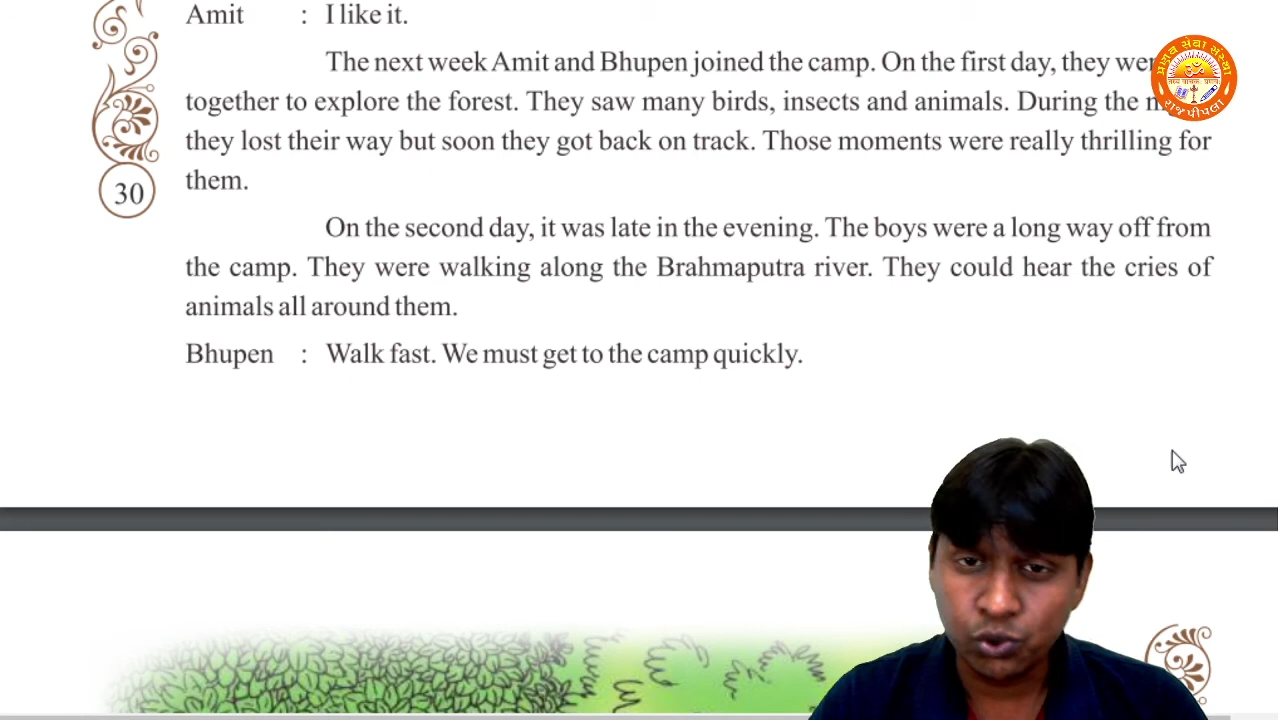 Amit : I like it.
The next week Amit and Bhupen joined the camp. On the first day, they
together to explore the forest. They saw many birds, insects and animals. During the
they lost their way but soon they got back on track. Those moments were really thrilling for
them.
30
On the second day, it was late in the evening. The boys were a long way off from
the camp. They were walking along the Brahmaputra river. They could hear the cries of
animals all around them.
Bhupen : Walk fast. We must get to the camp quickly.
પ્રણવ સેવા સંસ્થા
રાજપીપલા